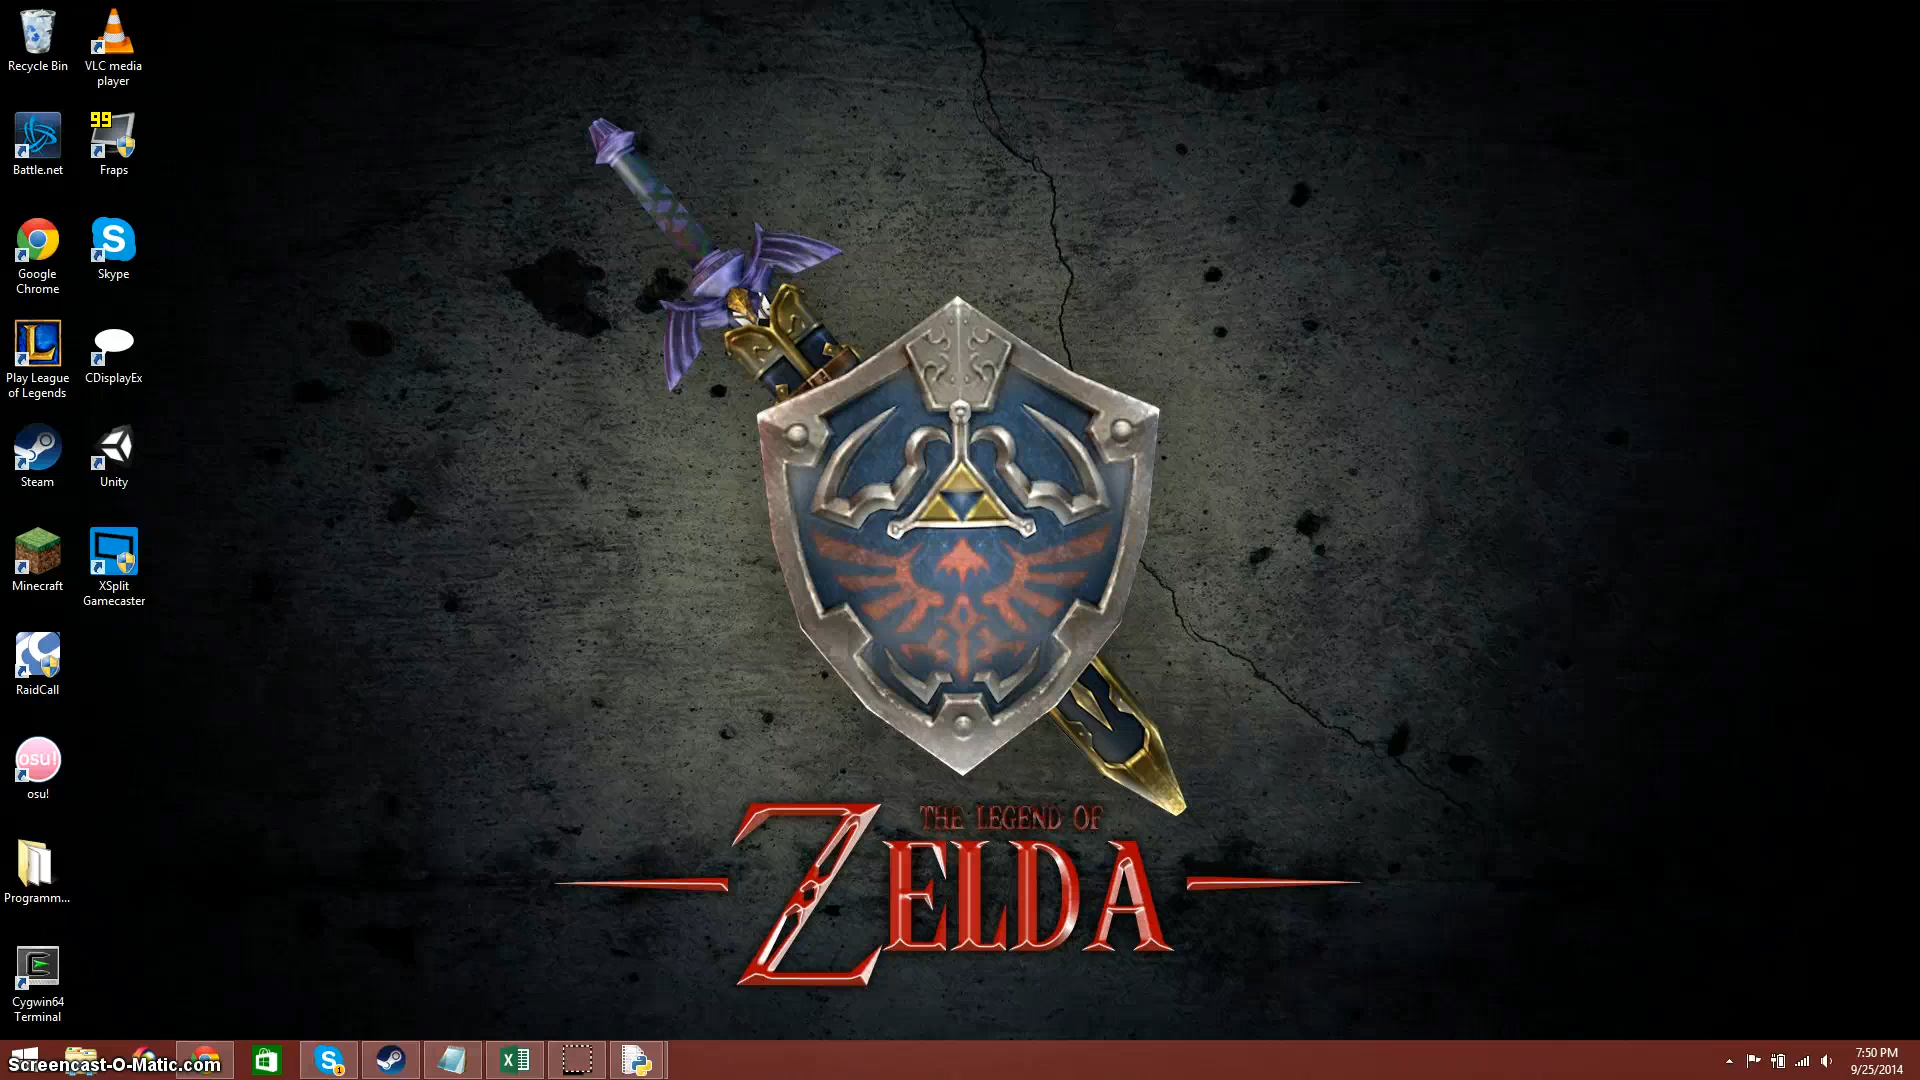 Recycle Bin
VLC media
player
Battle.net
99
Fraps
Google
Chrome
S
Skype
L
Play League
of Legends
CDisplayEx
Steam
Unity
Minecraft
XSplit
Gamecaster
RaidCall
osu!
osu!
Programm...
Cygwin64
Terminal
THE LEGEND OF
ZELDA
Screencast-O-Matic.com
S
1
X
7:50 PM
9/25/2014